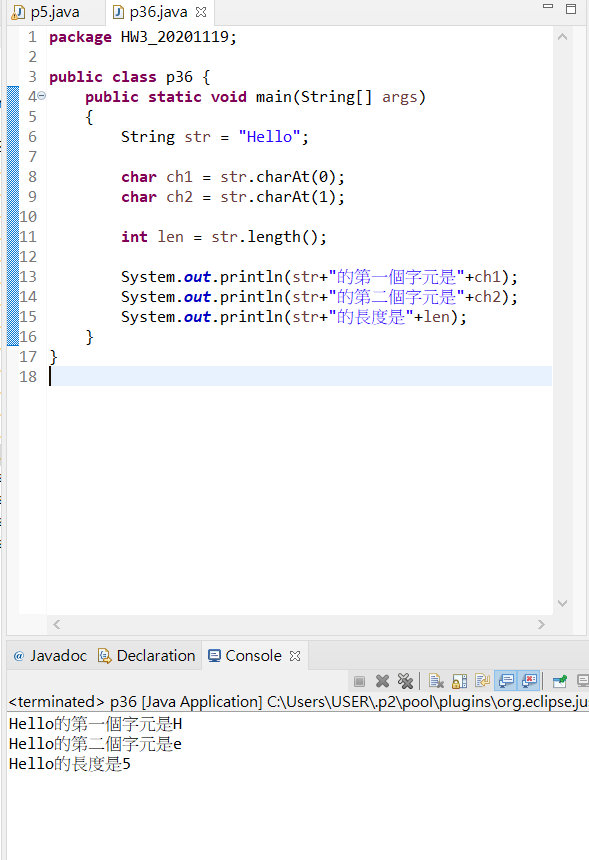 p5.java p36.java
1 package HW3_20201119;
2
3 public class p36 {
4 public static void main(String[] args)
5 {
6 String str = "Hello";
7
8 char ch1 = str.charAt(0);
9 char ch2 = str.charAt(1);
10
11 int len = str.length();
12
13 System.out.println(str+"的第一個字元是"+ch1);
14 System.out.println(str+"的第二個字元是"+ch2);
15 System.out.println(str+"的長度是"+len);
16 }
17 }
18
@ Javadoc Declaration Console
<terminated> p36 [Java Application] C:\Users\USER\.p2\pool\plugins\org.eclipse.ju
Hello的第一個字元是H
Hello的第二個字元是e
Hello的長度是5